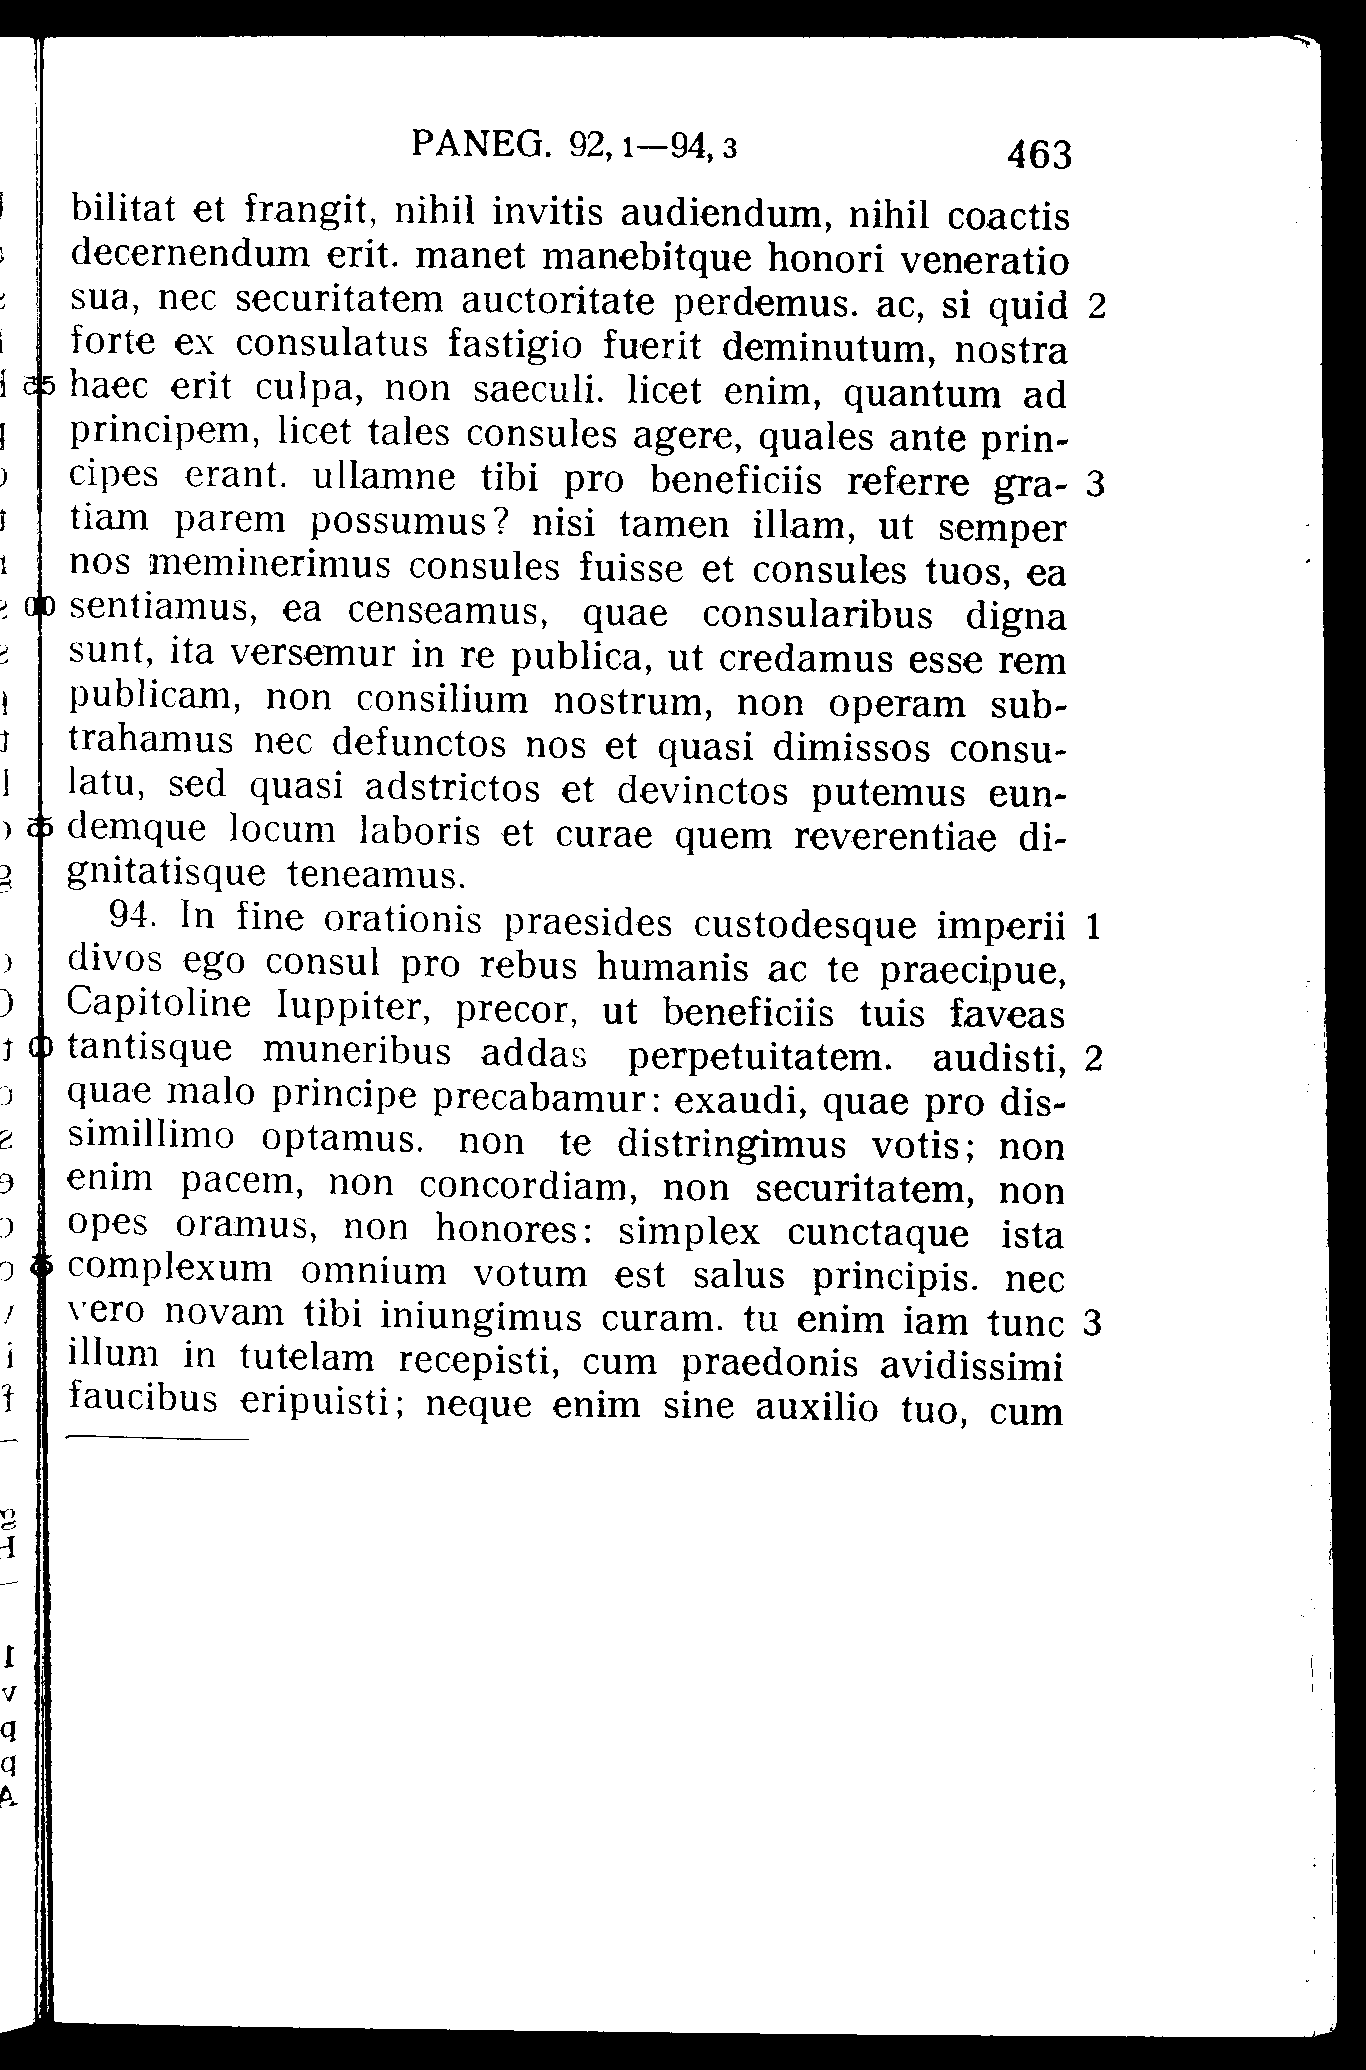 PANEG. 92, 1—94, 3 463
bilitat et frangit, nihil invitis audiendum, nihil coactis
decernendum erit. manet manebitque honori veneratio
sua, nec securitatem auctoritate perdemus. ac, si quid 2
forte ex consulatus fastigio fuerit deminutum, nostra
haec erit culpa, non saeculi. licet enim, quantum ad
principem, licet tales consules agere, quales ante prin-
cipes erant. ullamne tibi pro beneficiis referre gra- 3
tiam parem possumus? nisi tamen illam, ut semper
nos meminerimus consules fuisse et consules tuos, ea
sentiamus, ea censeamus, quae consularibus digna
sunt, ita versemur in re publica, ut credamus esse rem
publicam, non consilium nostrum, non operam sub-
trahamus nec defunctos nos et quasi dimissos consu-
latu, sed quasi adstrictos et devinctos putemus eun-
demque locum laboris et curae quem reverentiae di-
gnitatisque teneamus.
94. In fine orationis praesides custodesque imperii 1
divos ego consul pro rebus humanis ac te praecipue,
Capitoline Iuppiter, precor, ut beneficiis tuis faveas
tantisque muneribus addas perpetuitatem. audisti, 2
quae malo principe precabamur: exaudi, quae pro dis-
simillimo optamus. non te distringimus votis; non
enim pacem, non concordiam, non securitatem, non
opes oramus, non honores: simplex cunctaque ista
complexum omnium votum est salus principis. nec
vero novam tibi iniungimus curam. tu enim iam tunc 3
illum in tutelam recepisti, cum praedonis avidissimi
faucibus eripuisti; neque enim sine auxilio tuo, cum